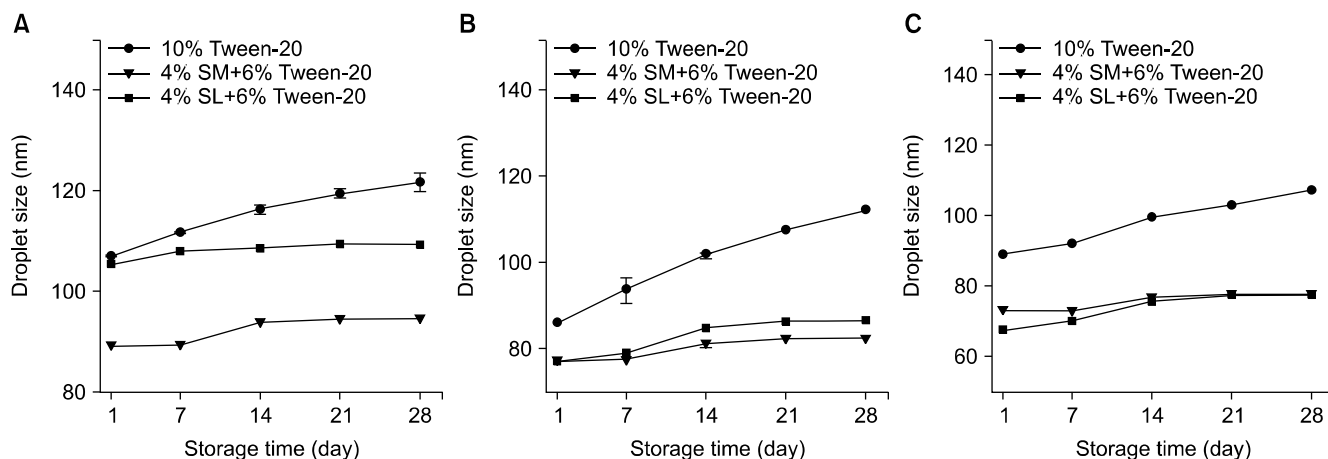 A
10% Tween-20
4% SM+6% Tween-20
4% SL+6% Tween-20
140
120
100
80
Droplet size (nm)
1 7 14 21 28
Storage time (day)
B
10% Tween-20
4% SM+6% Tween-20
4% SL+6% Tween-20
140
120
100
80
Droplet size (nm)
1 7 14 21 28
Storage time (day)
C
10% Tween-20
4% SM+6% Tween-20
4% SL+6% Tween-20
140
120
100
80
60
Droplet size (nm)
1 7 14 21 28
Storage time (day)